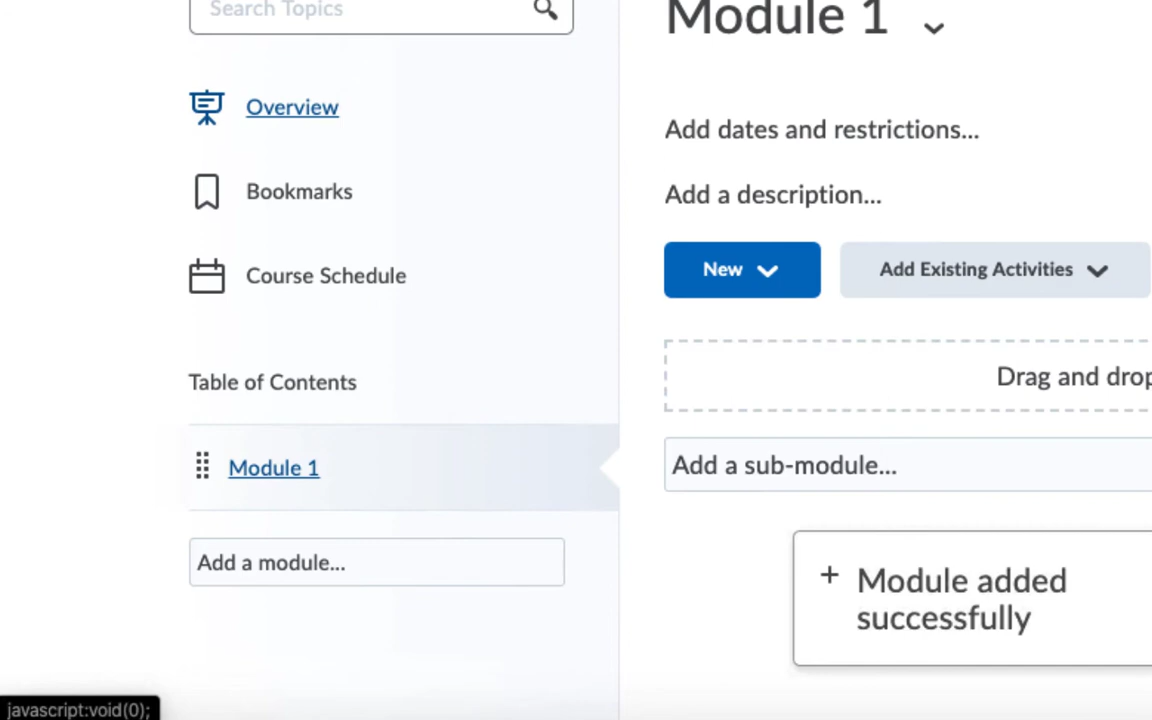 Search Topics
Overview
Bookmarks
Course Schedule
Table of Contents
Module 1
Add a module...
Module 1
Add dates and restrictions...
Add a description...
New
Add Existing Activities
Drag and drop
Add a sub-module...
+ Module added
successfully
javascript:void(0);